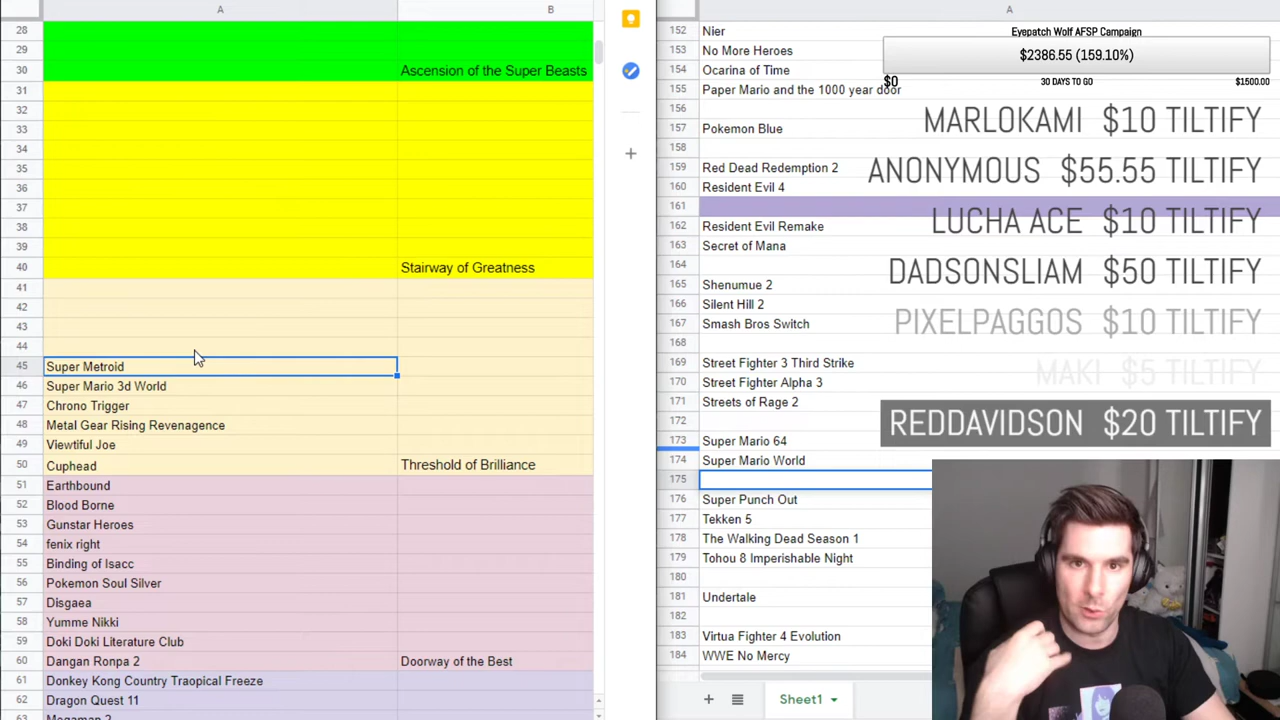 A
B
28
29
30 Ascension of the Super Beasts
31
32
33
34
35
36
37
38
39
40 Stairway of Greatness
41
42
43
44
45 Super Metroid
46 Super Mario 3d World
47 Chrono Trigger
48 Metal Gear Rising Revenagence
49 Viewtiful Joe
50 Cuphead Threshold of Brilliance
51 Earthbound
52 Blood Borne
53 Gunstar Heroes
54 fenix right
55 Binding of Isacc
56 Pokemon Soul Silver
57 Disgaea
58 Yumme Nikki
59 Doki Doki Literature Club
60 Dangan Ronpa 2 Doorway of the Best
61 Donkey Kong Country Traopical Freeze
62 Dragon Quest 11
63 Megaman 2
A
152 Nier
153 No More Heroes
154 Ocarina of Time
155 Paper Mario and the 1000 year door
156
157 Pokemon Blue
158
159 Red Dead Redemption 2
160 Resident Evil 4
161
162 Resident Evil Remake
163 Secret of Mana
164
165 Shenumue 2
166 Silent Hill 2
167 Smash Bros Switch
168
169 Street Fighter 3 Third Strike
170 Street Fighter Alpha 3
171 Streets of Rage 2
172
173 Super Mario 64
174 Super Mario World
175
176 Super Punch Out
177 Tekken 5
178 The Walking Dead Season 1
179 Tohou 8 Imperishable Night
180
181 Undertale
182
183 Virtua Fighter 4 Evolution
184 WWE No Mercy
Sheet1
Eyepatch Wolf AFSP Campaign
$2386.55 (159.10%)
$0 30 DAYS TO GO $1500.00
MARLOKAMI $10 TILTIFY
ANONYMOUS $55.55 TILTIFY
LUCHA ACE $10 TILTIFY
DADSONSLIAM $50 TILTIFY
PIXELPAGGOS $10 TILTIFY
MAKI $5 TILTIFY
REDDAVIDSON $20 TILTIFY